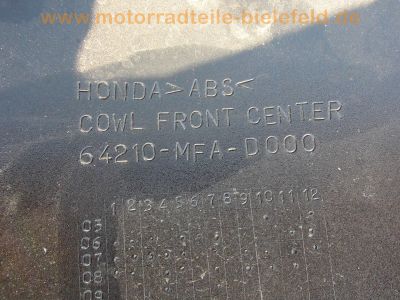 www.motorradteile-bielefeld.de
HONDA >ABS<
COWL FRONT CENTER
64210-MFA-D000
1 2 3 4 5 6 7 8 9 10 11 12
05
06
07
08
09